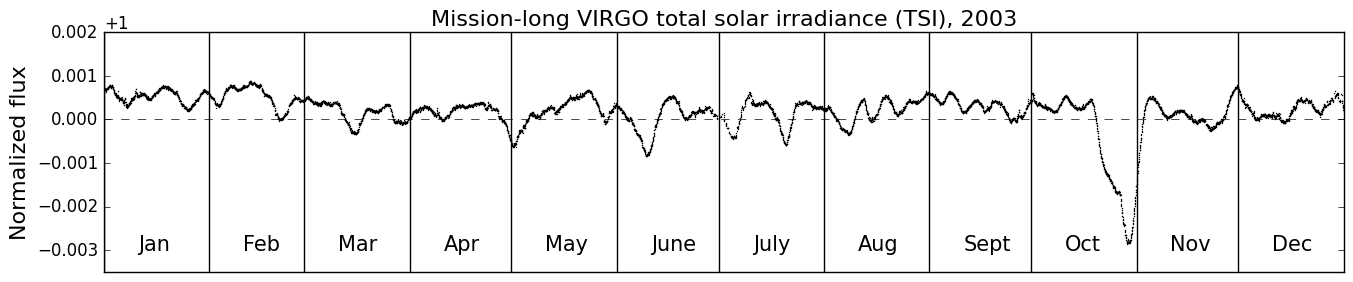 Mission-long VIRGO total solar irradiance (TSI), 2003
+1
0.002
0.001
0.000
−0.001
−0.002
−0.003
Normalized flux
Jan Feb Mar Apr May June July Aug Sept Oct Nov Dec